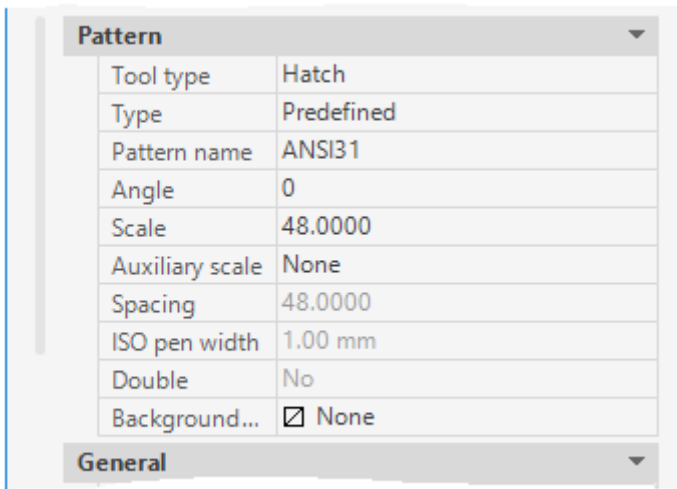 Pattern
Tool type Hatch
Type Predefined
Pattern name ANSI31
Angle 0
Scale 48.0000
Auxiliary scale None
Spacing 48.0000
ISO pen width 1.00 mm
Double No
Background... None
General